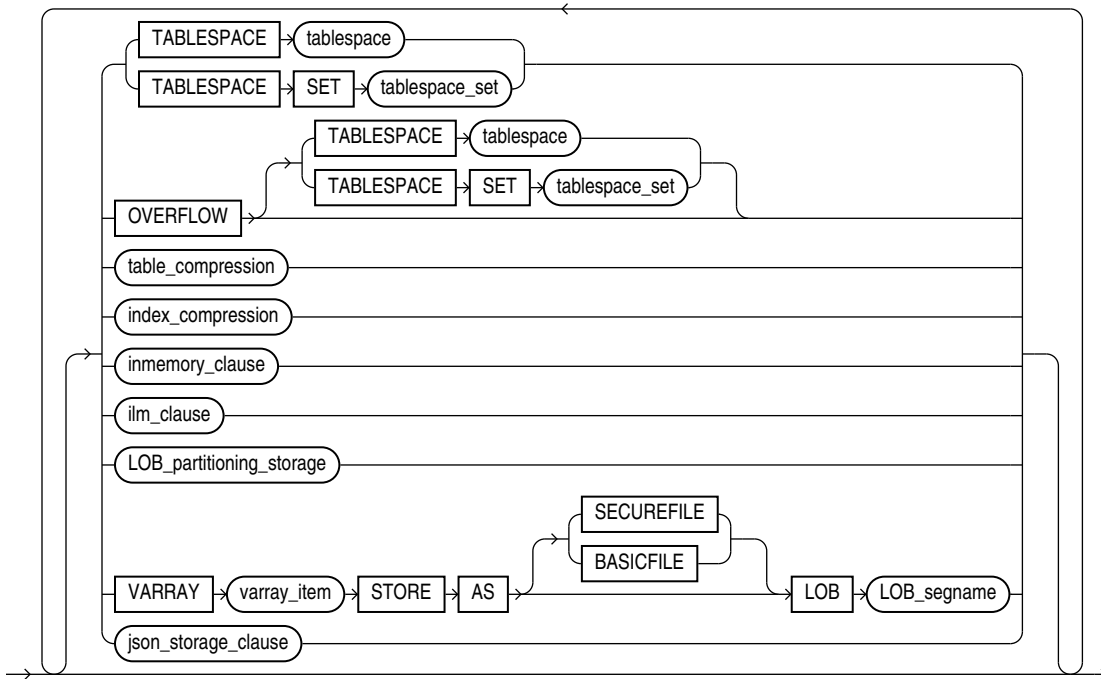 TABLESPACE tablespace
TABLESPACE SET tablespace_set
TABLESPACE tablespace
TABLESPACE SET tablespace_set
OVERFLOW
table_compression
index_compression
inmemory_clause
ilm_clause
LOB_partitioning_storage
SECUREFILE
BASICFILE
VARRAY varray_item STORE AS LOB LOB_segname
json_storage_clause